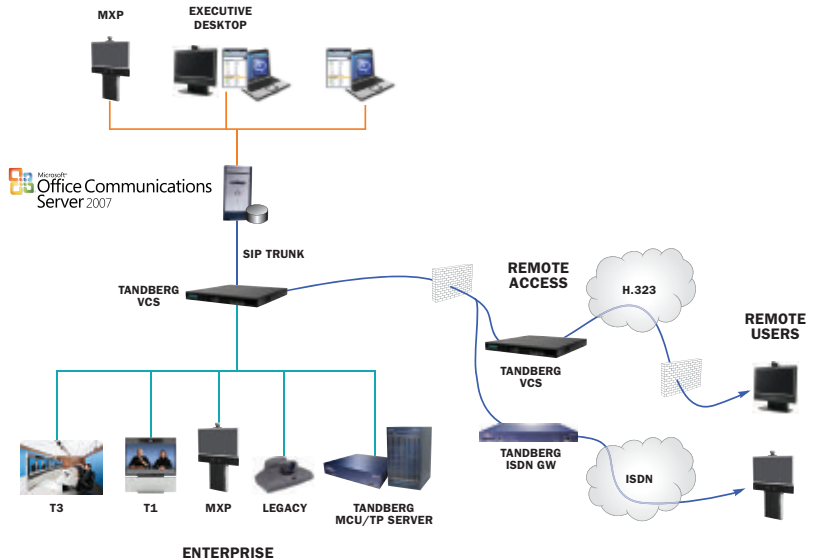 MXP
EXECUTIVE
DESKTOP
Microsoft®
Office Communications
Server 2007
SIP TRUNK
TANDBERG
VCS
REMOTE
ACCESS
H.323
REMOTE
USERS
TANDBERG
VCS
TANDBERG
ISDN GW
ISDN
T3
T1
MXP
LEGACY
TANDBERG
MCU/TP SERVER
ENTERPRISE